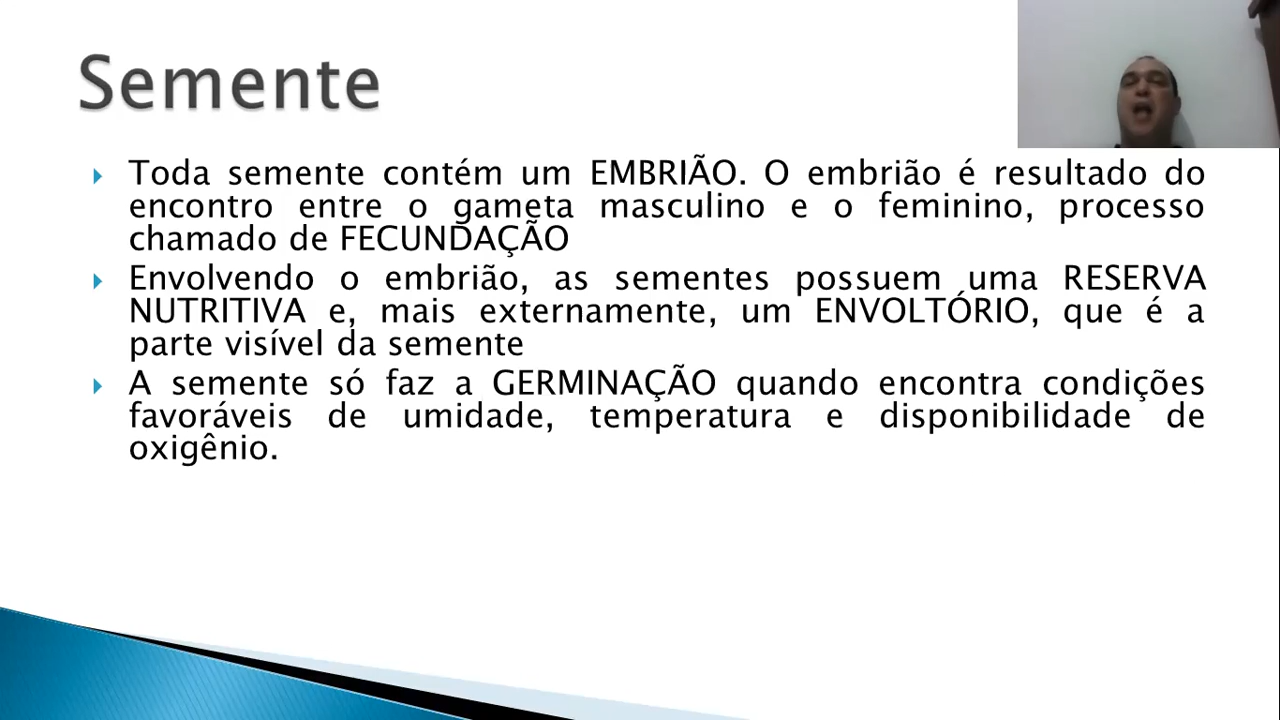 Semente
Toda semente contém um EMBRIÃO. O embrião é resultado do
encontro entre o gameta masculino e o feminino, processo
chamado de FECUNDAÇÃO
Envolvendo o embrião, as sementes possuem uma RESERVA
NUTRITIVA e, mais externamente, um ENVOLTÓRIO, que é a
parte visível da semente
A semente só faz a GERMINAÇÃO quando encontra condições
favoráveis de umidade, temperatura e disponibilidade de
oxigênio.